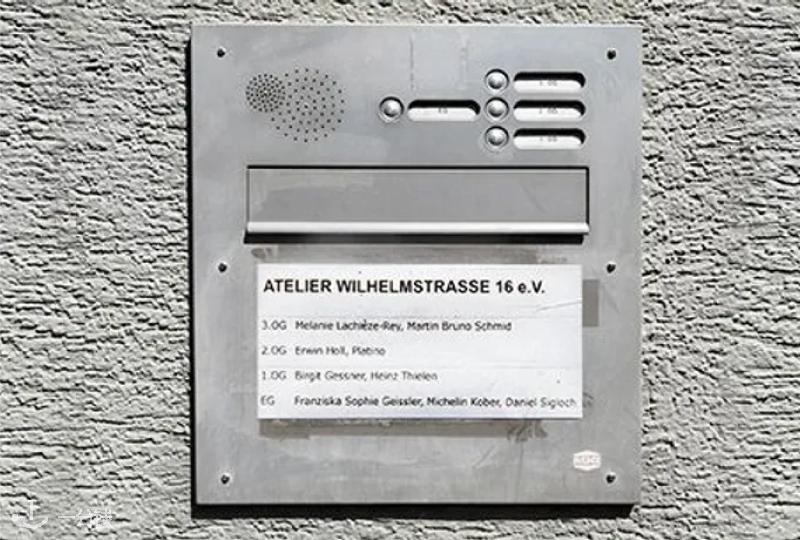 EG
ATELIER WILHELMSTRASSE 16 e.V.
3.OG Melanie Lachièze-Rey, Martin Bruno Schmid
2.OG Erwin Holl, Platino
1.OG Birgit Gessner, Heinz Thielen
EG Franziska Sophie Geissler, Michelin Kober, Daniel Sigloch